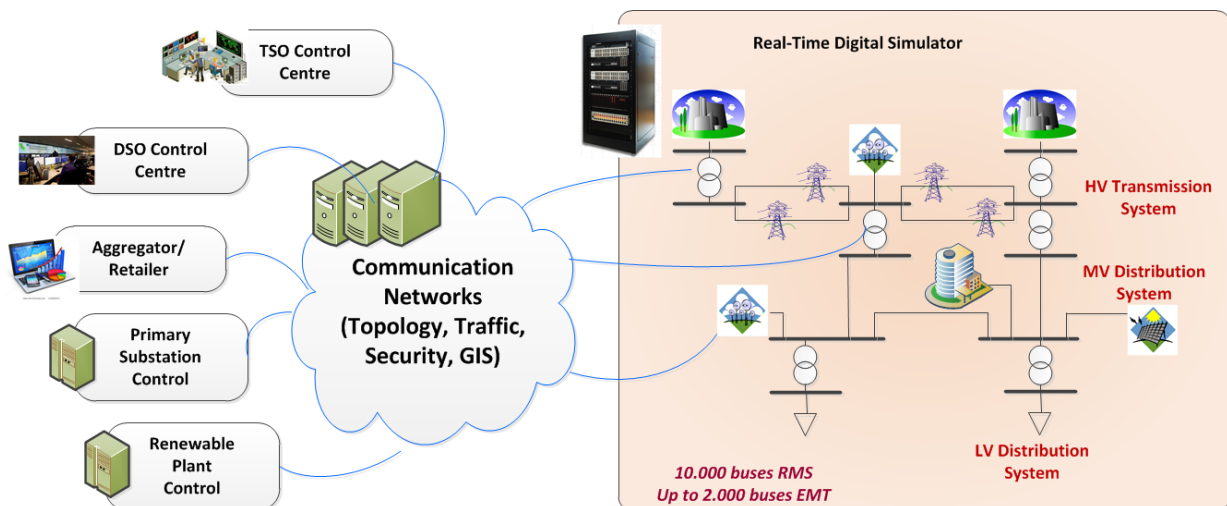 TSO Control
Centre
DSO Control
Centre
Aggregator/
Retailer
Primary
Substation
Control
Renewable
Plant
Control
Communication
Networks
(Topology, Traffic,
Security, GIS)
Real-Time Digital Simulator
HV Transmission
System
MV Distribution
System
LV Distribution
System
10.000 buses RMS
Up to 2.000 buses EMT